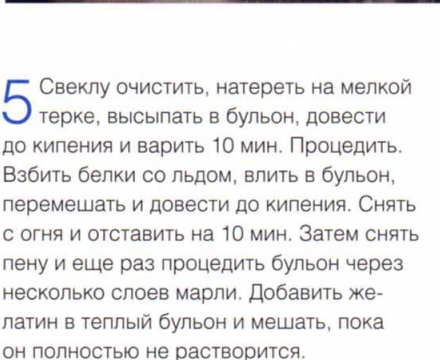 5 Свеклу очистить, натереть на мелкой
терке, высыпать в бульон, довести
до кипения и варить 10 мин. Процедить.
Взбить белки со льдом, влить в бульон,
перемешать и довести до кипения. Снять
с огня и отставить на 10 мин. Затем снять
пену и еще раз процедить бульон через
несколько слоев марли. Добавить же-
латин в теплый бульон и мешать, пока
он полностью не растворится.